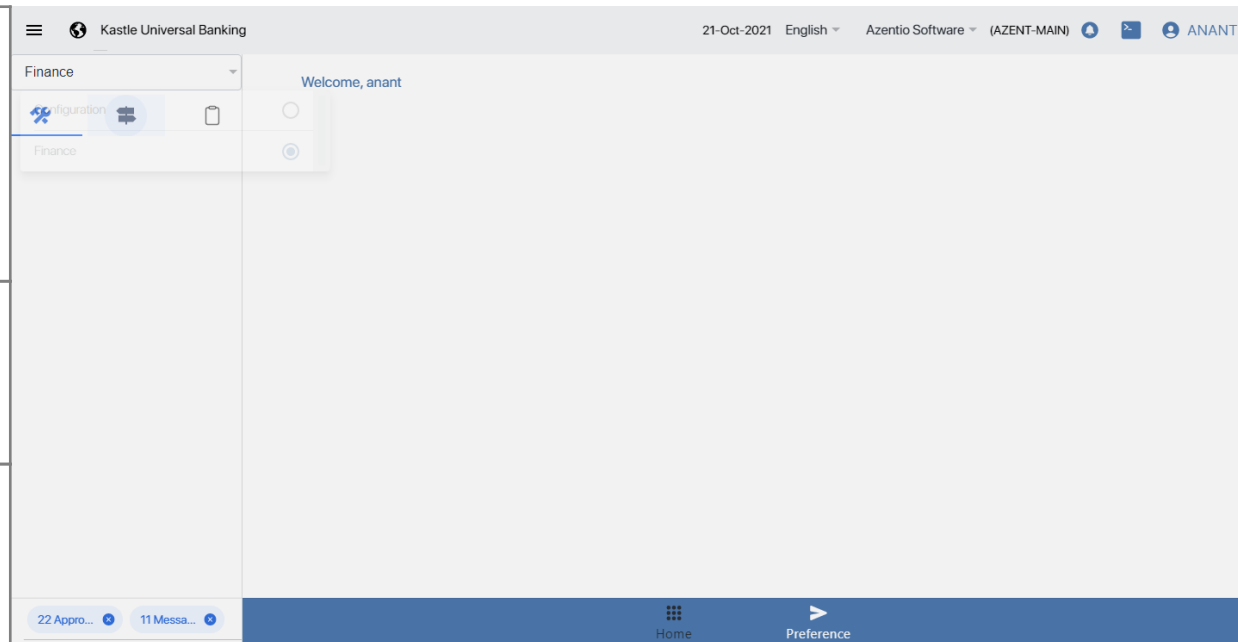 Kastle Universal Banking
21-Oct-2021 English Azentio Software (AZENT-MAIN) ANANT
Finance
Welcome, anant
Configuration
Finance
22 Appro... 11 Messa...
Home
Preference